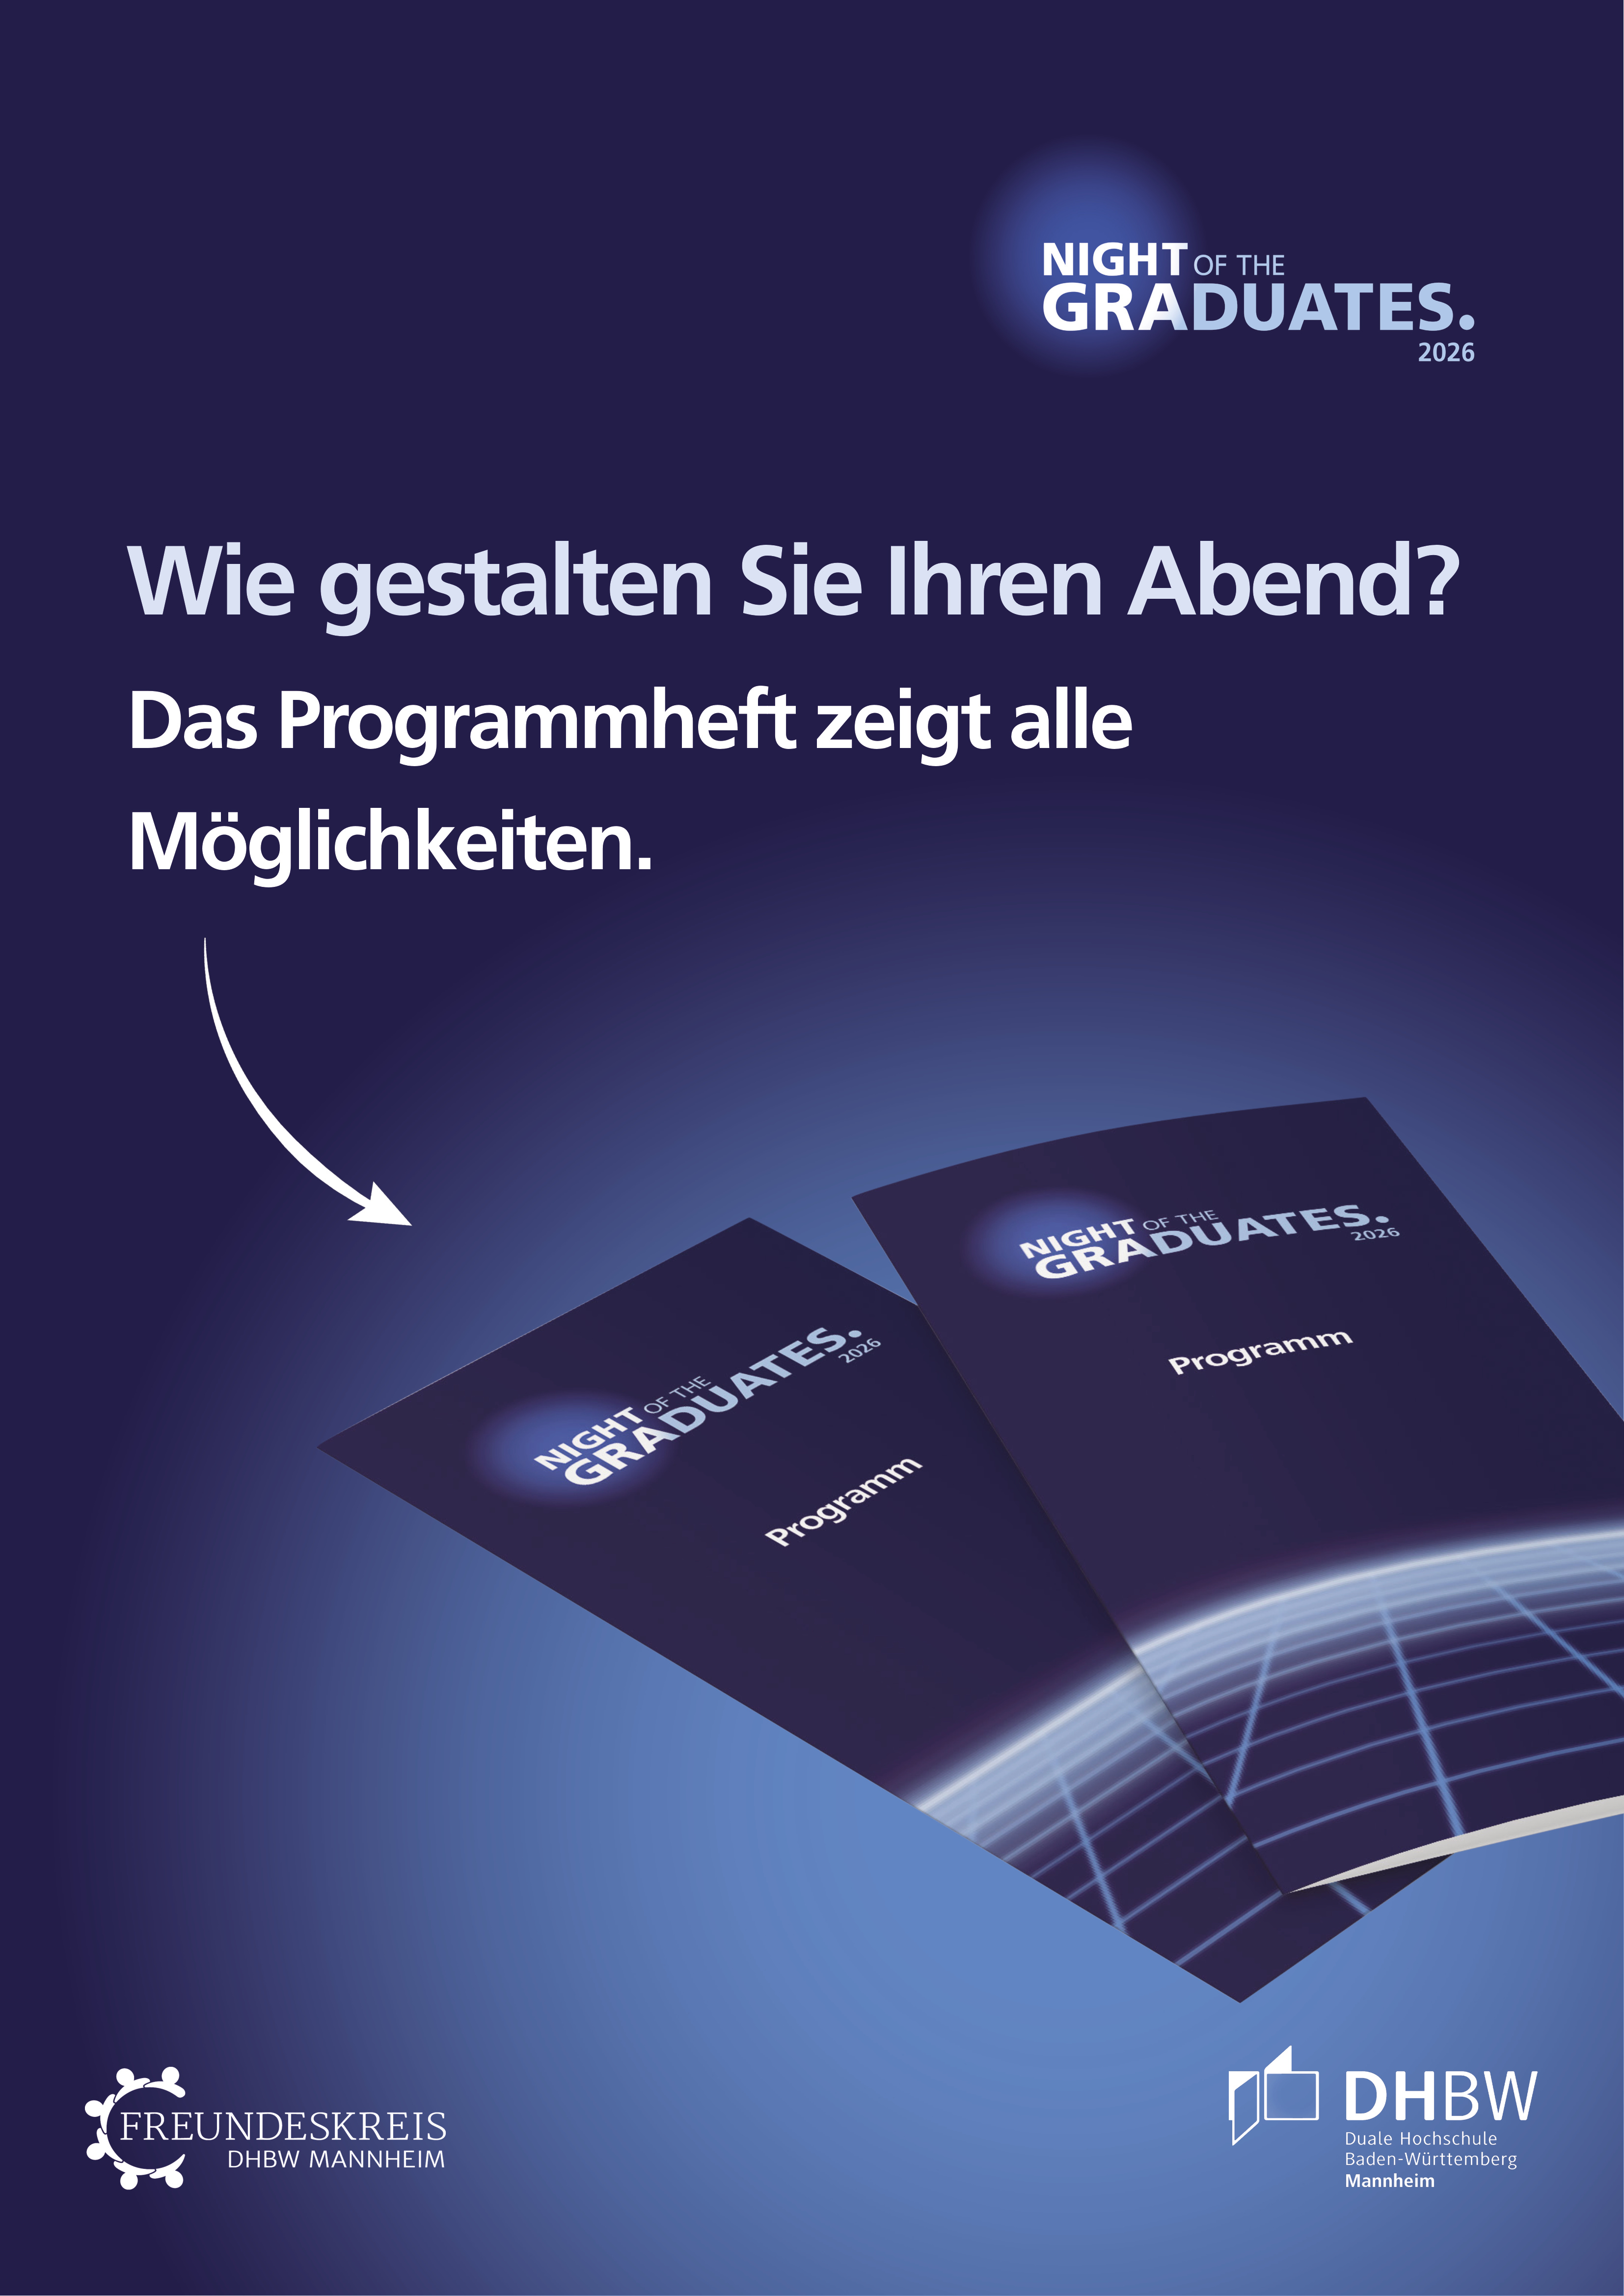 NIGHT OF THE
GRADUATES.
2026
Wie gestalten Sie Ihren Abend?
Das Programmheft zeigt alle
Möglichkeiten.
NIGHT OF THE
GRADUATES.
2026
Programm
NIGHT OF THE
GRADUATES.
2026
Programm
FREUNDESKREIS
DHBW MANNHEIM
DHBW
Duale Hochschule
Baden-Württemberg
Mannheim